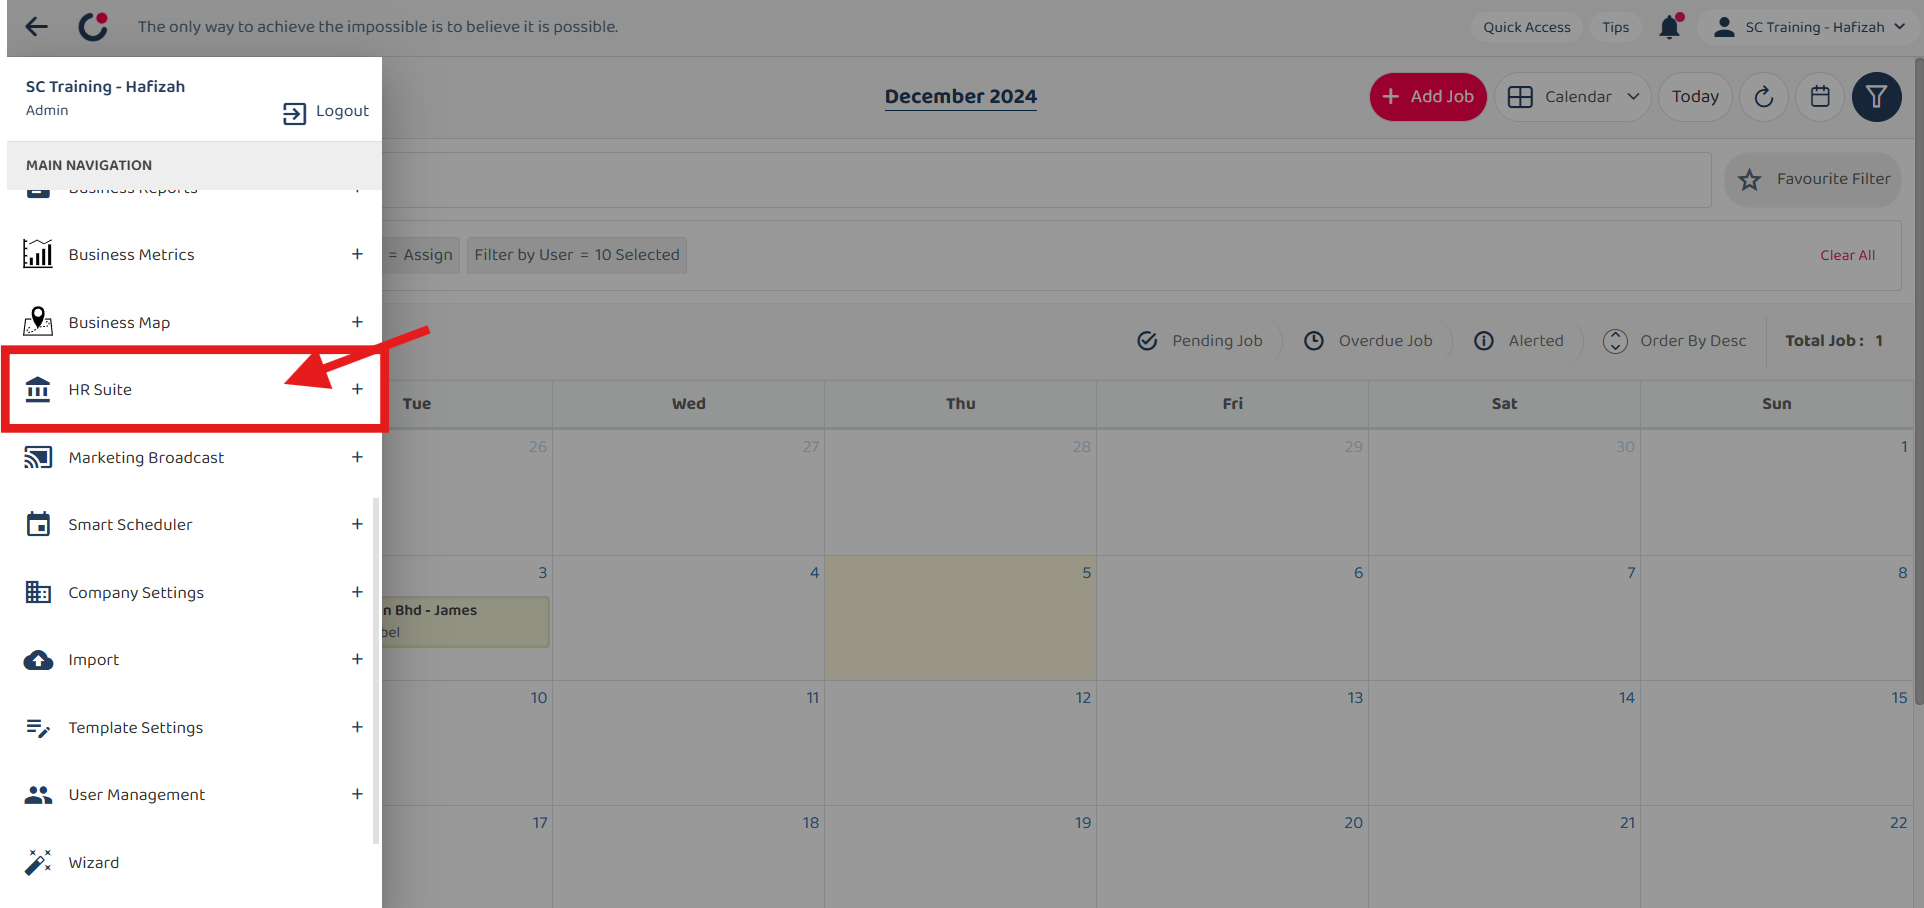 The only way to achieve the impossible is to believe it is possible.
Quick Access
Tips
SC Training - Hafizah
SC Training - Hafizah
Admin
Logout
MAIN NAVIGATION
Business Reports
Business Metrics +
Business Map +
HR Suite +
Marketing Broadcast +
Smart Scheduler +
Company Settings +
Import +
Template Settings +
User Management +
Wizard
December 2024
+ Add Job
Calendar
Today
Favourite Filter
= Assign
Filter by User = 10 Selected
Clear All
Pending Job
Overdue Job
Alerted
Order By Desc
Total Job : 1
Tue Wed Thu Fri Sat Sun
26 27 28 29 30 1
3 4 5 6 7 8
n Bhd - James
bel
10 11 12 13 14 15
17 18 19 20 21 22